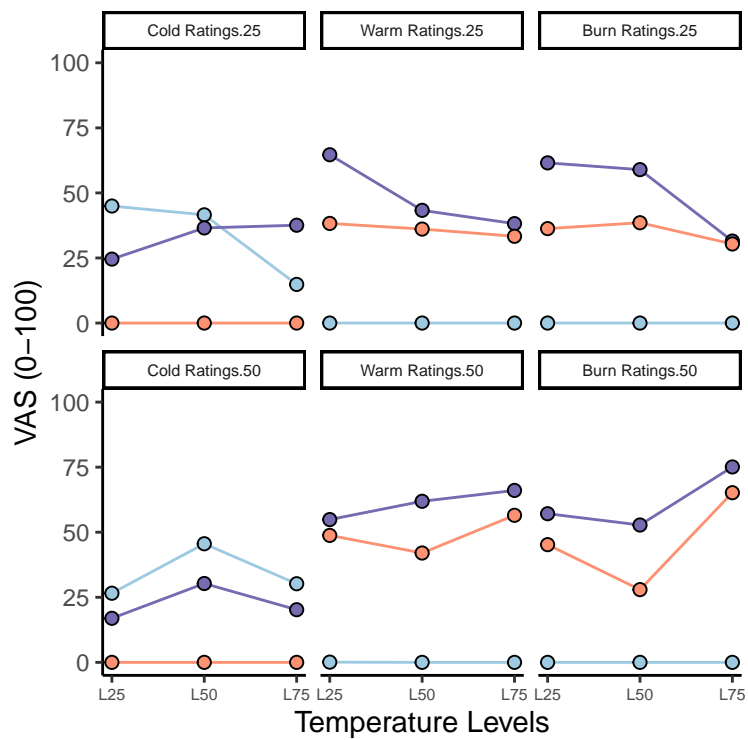 Cold Ratings.25 Warm Ratings.25 Burn Ratings.25
100
75
50
25
0
Cold Ratings.50 Warm Ratings.50 Burn Ratings.50
100
75
50
25
0
VAS (0−100)
L25 L50 L75 L25 L50 L75 L25 L50 L75
Temperature Levels